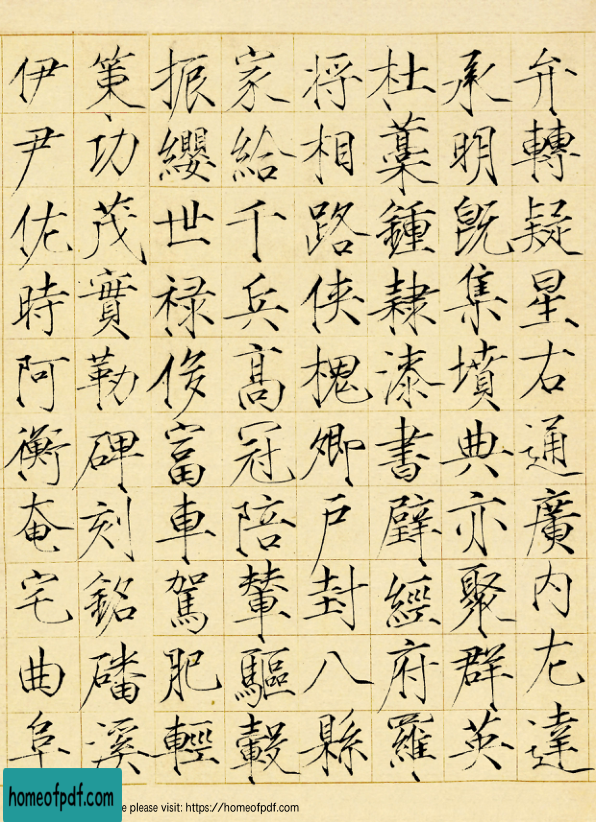 弁轉疑星右通廣内左達
承明既集墳典亦聚群英
杜藁鍾隸漆書壁經府羅
将相路俠槐卿戶封八縣
家給千兵高冠陪輦驅轂
振纓世禄侈富車駕肥輕
策功茂實勒碑刻銘磻溪
伊尹佐時阿衡奄宅曲阜
homeofpdf.com
e please visit: https://homeofpdf.com